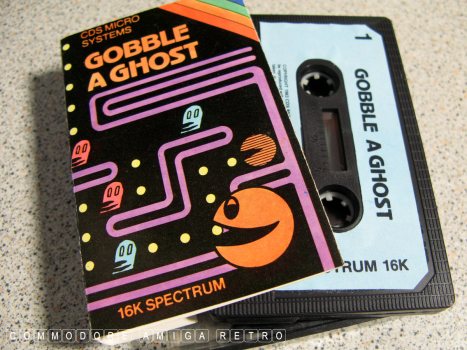 CDS MICRO
SYSTEMS
GOBBLE
A GHOST
16K SPECTRUM
1
GOBBLE A GHOST
TRUM 16K
COMMODORE AMIGA RETRO